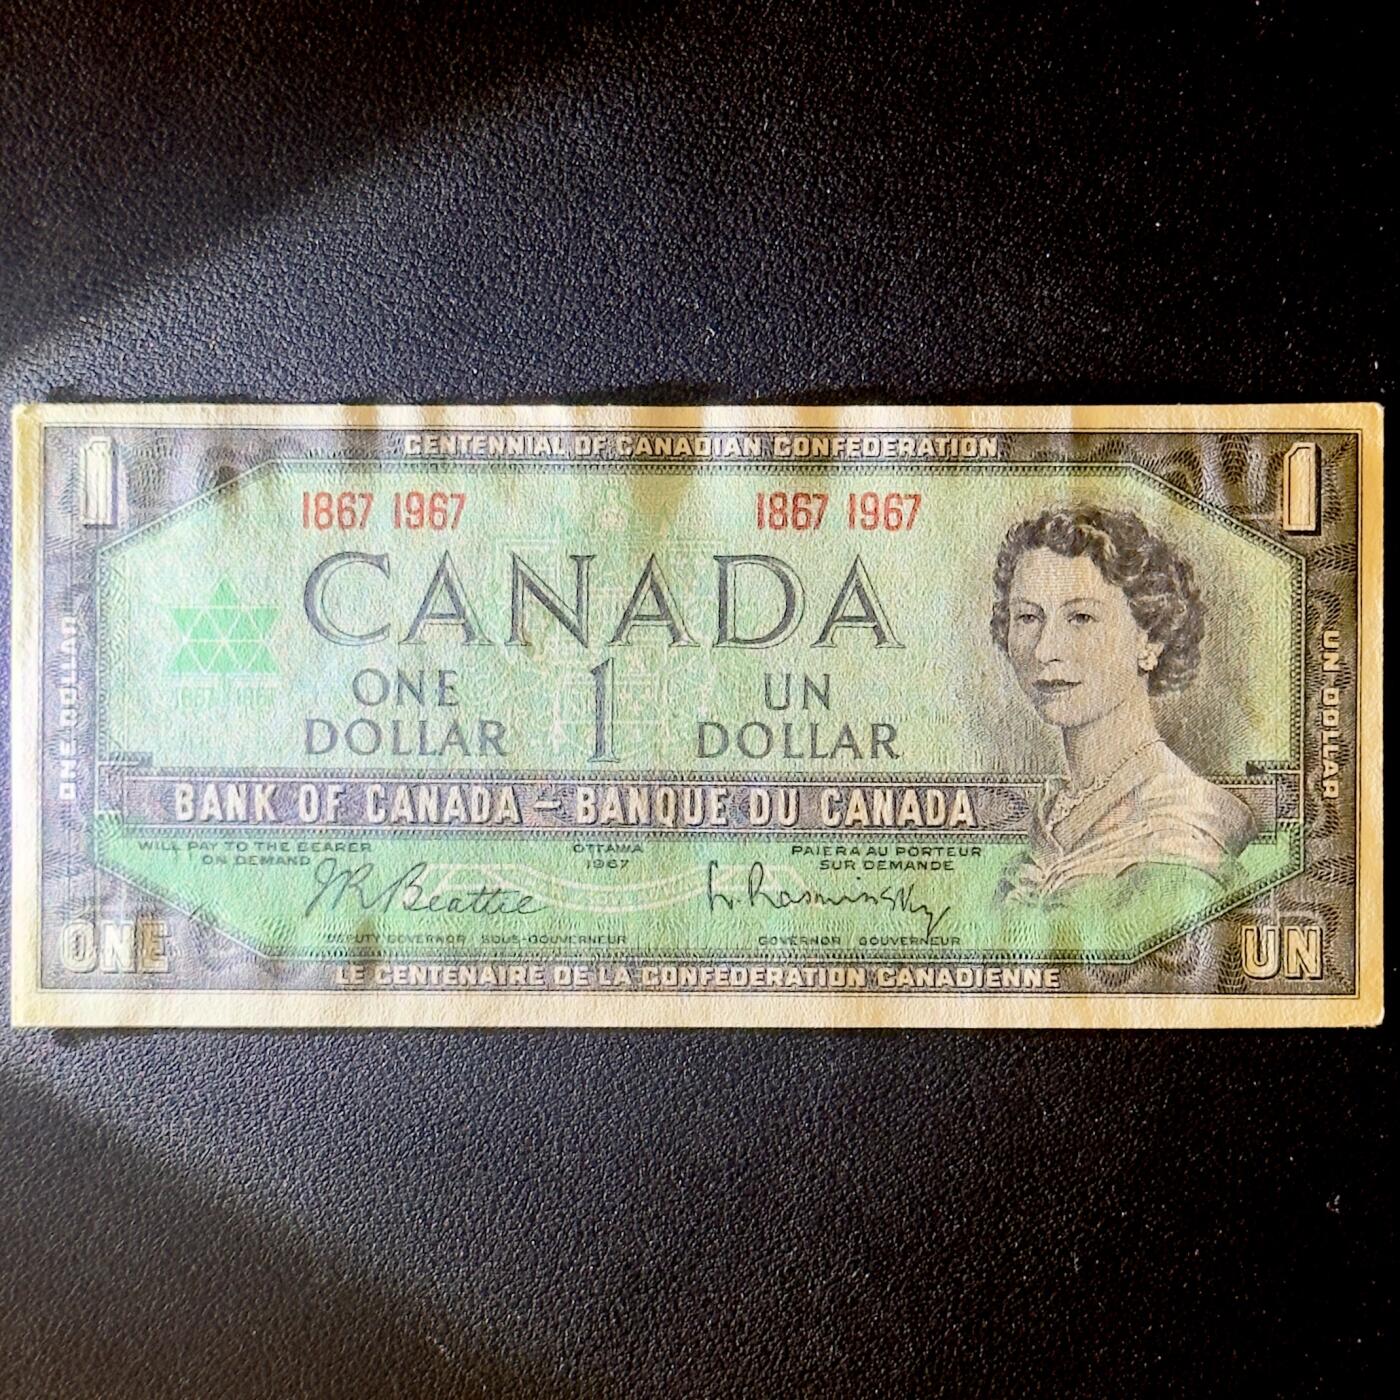 CENTENNIAL OF CANADIAN CONFEDERATION
1 1
1867 1967 1867 1967
CANADA
ONE 1 UN
DOLLAR DOLLAR
ONE DOLLAR
UN DOLLAR
BANK OF CANADA – BANQUE DU CANADA
WILL PAY TO THE BEARER
ON DEMAND
OTTAWA
1967
PAIERA AU PORTEUR
SUR DEMANDE
J.R. Beattie
L. Rasminsky
DEPUTY GOVERNOR SOUS-GOUVERNEUR
GOVERNOR GOUVERNEUR
ONE UN
LE CENTENAIRE DE LA CONFEDERATION CANADIENNE